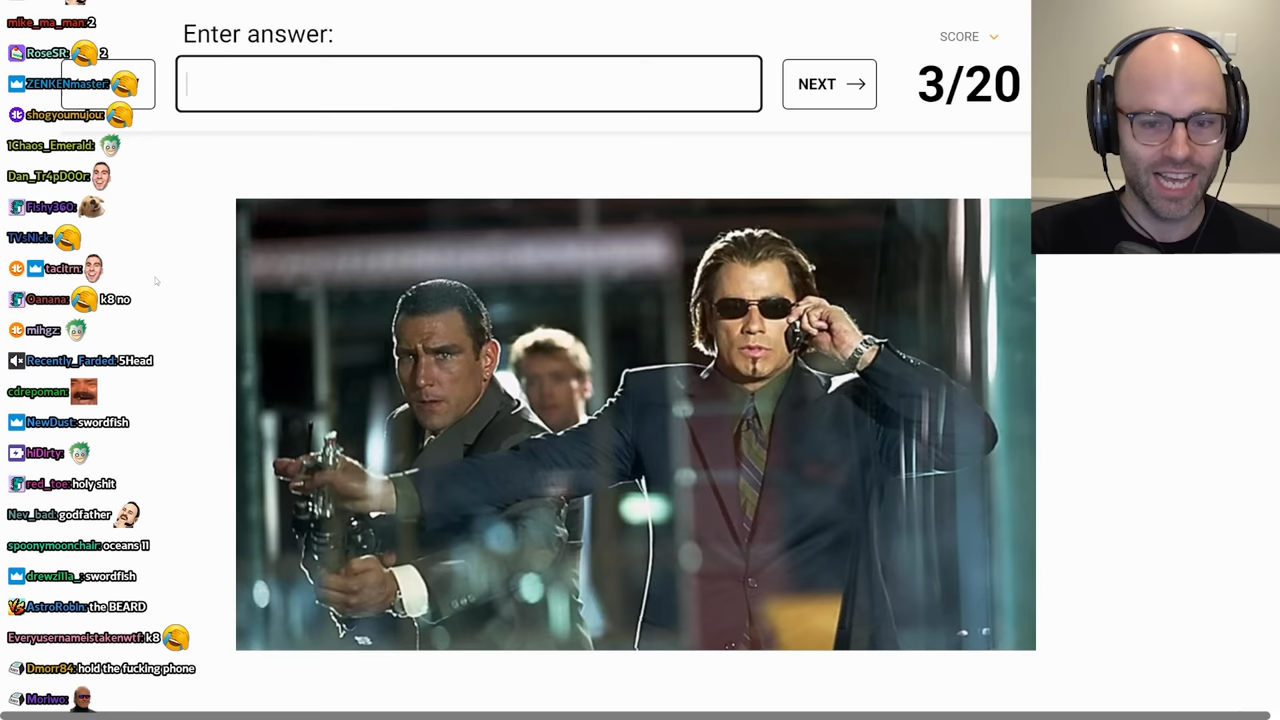 mike_ma_man: 2
RoseSR: 2
ZENKENmaster:
shogyoumujou:
1Chaos_Emerald:
Dan_Tr4pD00r:
Fishy360:
TVsNick:
tacitrn:
Oanana: k8 no
mihgz:
Recently_Farded: 5Head
cdrepoman:
NewDust: swordfish
hiDirty:
red_toe: holy shit
Nev_bad: godfather
spoonymoonchair: oceans 11
drewzilla_: swordfish
AstroRobin: the BEARD
EveryusernameIstakenwtf: k8
Dmorr84: hold the fucking phone
Moriwo:
Enter answer:
NEXT →
SCORE
3/20